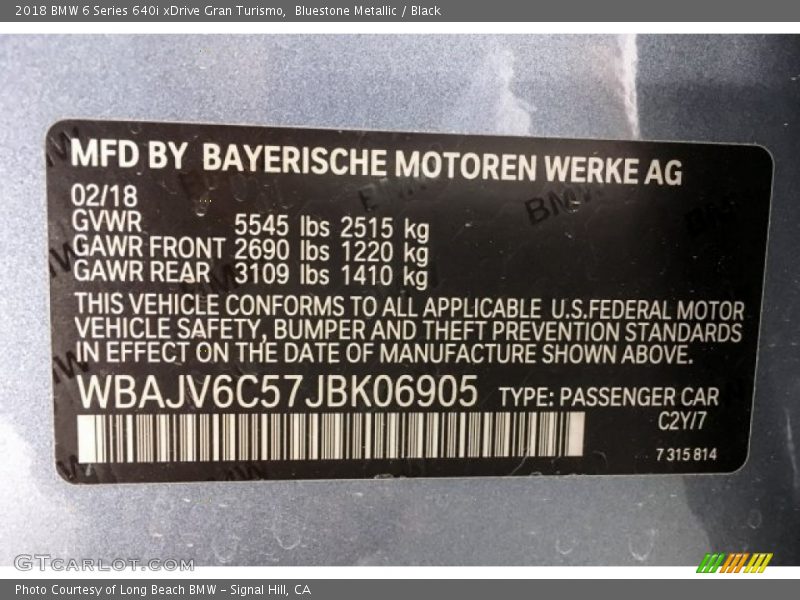 2018 BMW 6 Series 640i xDrive Gran Turismo, Bluestone Metallic / Black
MFD BY BAYERISCHE MOTOREN WERKE AG
02/18
GVWR 5545 lbs 2515 kg
GAWR FRONT 2690 lbs 1220 kg
GAWR REAR 3109 lbs 1410 kg
THIS VEHICLE CONFORMS TO ALL APPLICABLE U.S.FEDERAL MOTOR
VEHICLE SAFETY, BUMPER AND THEFT PREVENTION STANDARDS
IN EFFECT ON THE DATE OF MANUFACTURE SHOWN ABOVE.
WBAJV6C57JBK06905 TYPE: PASSENGER CAR
C2Y/7
7 315 814
GTcarlot.com
Photo Courtesy of Long Beach BMW - Signal Hill, CA